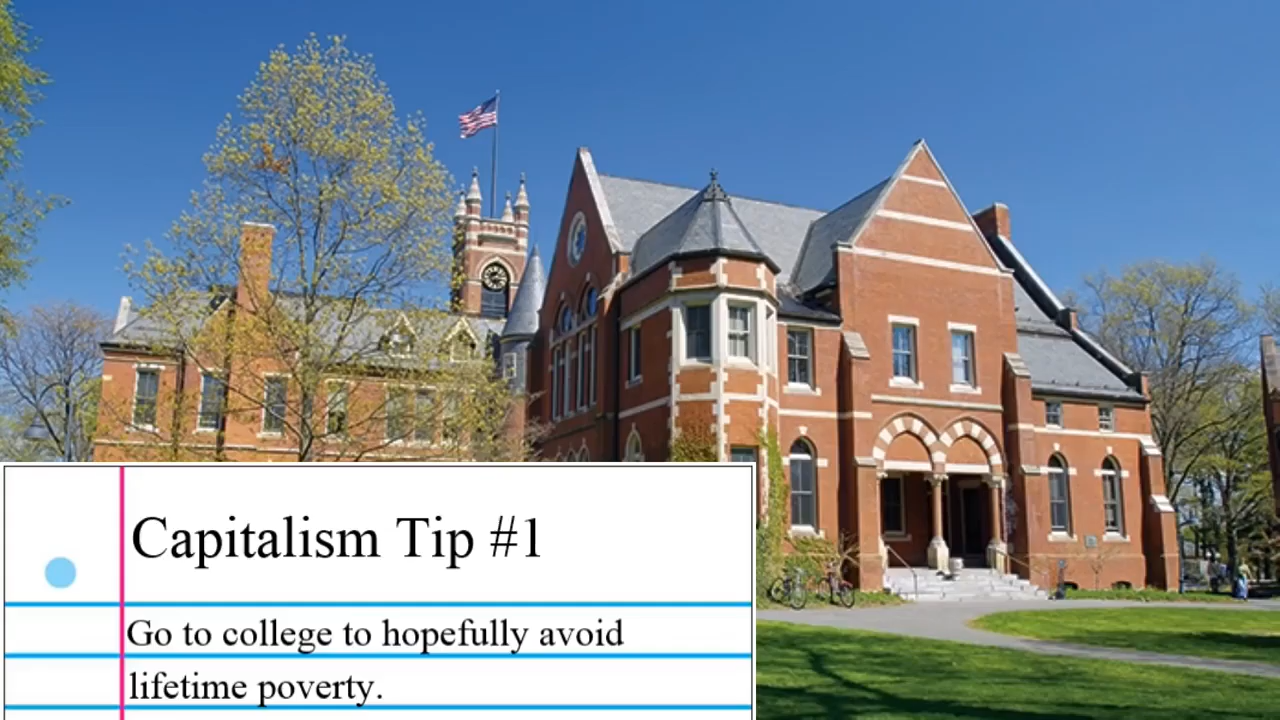 Capitalism Tip #1
Go to college to hopefully avoid
lifetime poverty.